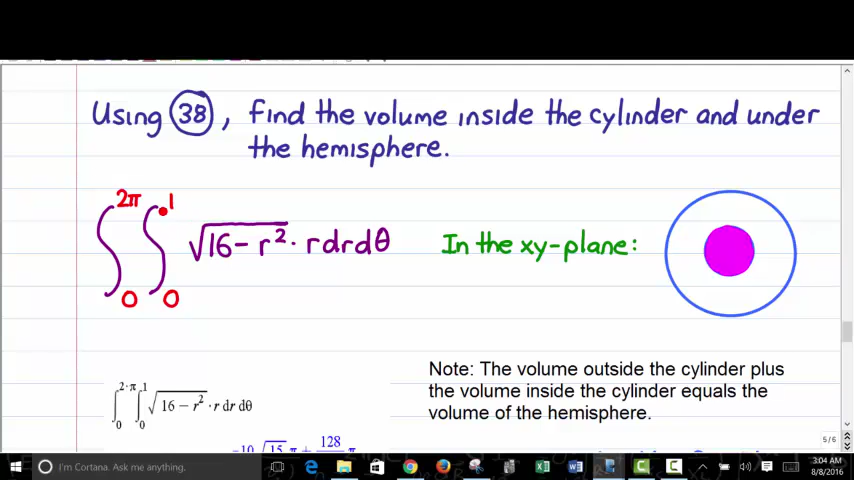 Using 38, find the volume inside the cylinder and under
the hemisphere.
∫₀^2π ∫₀^1 √(16 − r²) · r dr dθ
In the xy-plane:
Note: The volume outside the cylinder plus
the volume inside the cylinder equals the
volume of the hemisphere.
∫₀^2·π ∫₀^1 √(16 − r²) · r dr dθ
−10 √15 π + 128
5/6
I'm Cortana. Ask me anything.
3:04 AM
8/8/2016